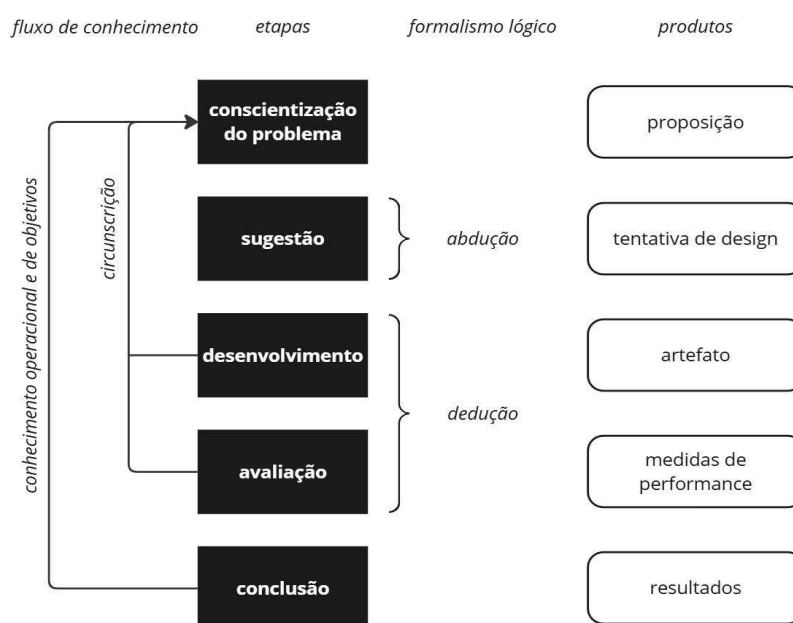 fluxo de conhecimento
etapas
formalismo lógico
produtos
conscientização
do problema
proposição
sugestão
abdução
tentativa de design
desenvolvimento
artefato
dedução
avaliação
medidas de
performance
conclusão
resultados
circunscrição
conhecimento operacional e de objetivos